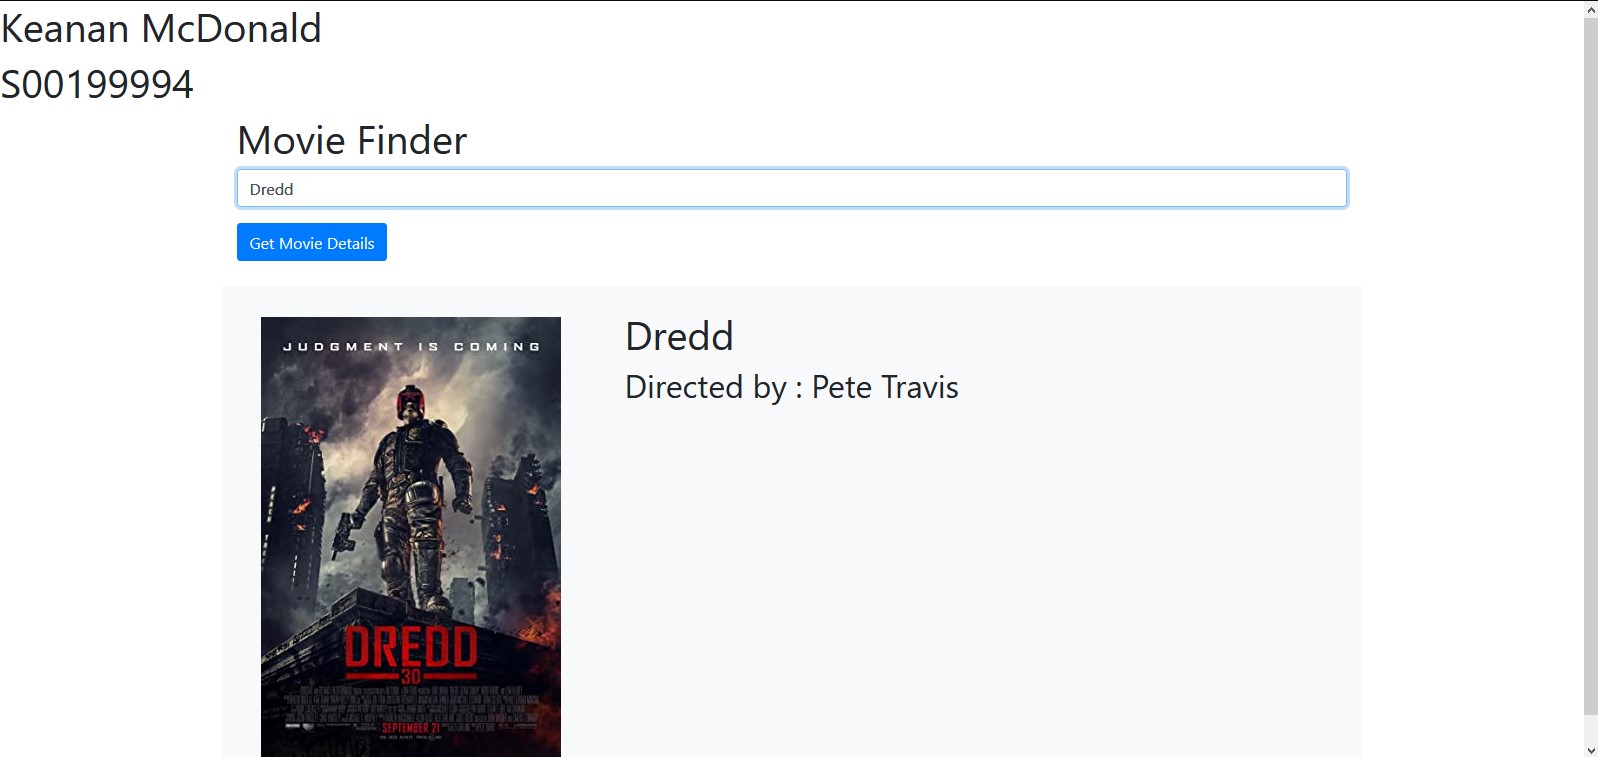 Keanan McDonald
S00199994
Movie Finder
Dredd
Get Movie Details
Dredd
Directed by : Pete Travis
JUDGMENT IS COMING
DREDD
3D
SEPTEMBER 21